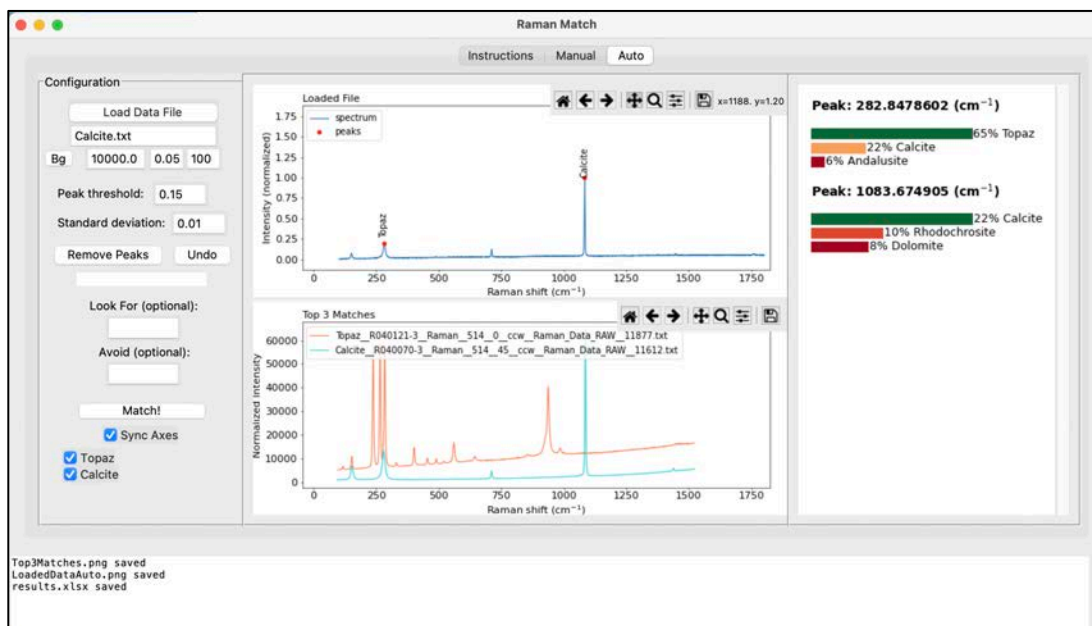 Raman Match
Instructions Manual Auto
Configuration
Load Data File
Calcite.txt
Bg 10000.0 0.05 100
Peak threshold: 0.15
Standard deviation: 0.01
Remove Peaks Undo
Look For (optional):
Avoid (optional):
Match!
Sync Axes
Topaz
Calcite
Loaded File
x=1188. y=1.20
spectrum
peaks
Topaz
Calcite
Intensity (normalized)
1.75
1.50
1.25
1.00
0.75
0.50
0.25
0.00
0 250 500 750 1000 1250 1500 1750
Raman shift (cm⁻¹)
Top 3 Matches
Topaz__R040121-3__Raman__514__0__ccw__Raman_Data_RAW__11877.txt
Calcite__R040070-3__Raman__514__45__ccw__Raman_Data_RAW__11612.txt
Normalized Intensity
60000
50000
40000
30000
20000
10000
0
0 250 500 750 1000 1250 1500 1750
Raman shift (cm⁻¹)
Peak: 282.8478602 (cm⁻¹)
65% Topaz
22% Calcite
6% Andalusite
Peak: 1083.674905 (cm⁻¹)
22% Calcite
10% Rhodochrosite
8% Dolomite
Top3Matches.png saved
LoadedDataAuto.png saved
results.xlsx saved